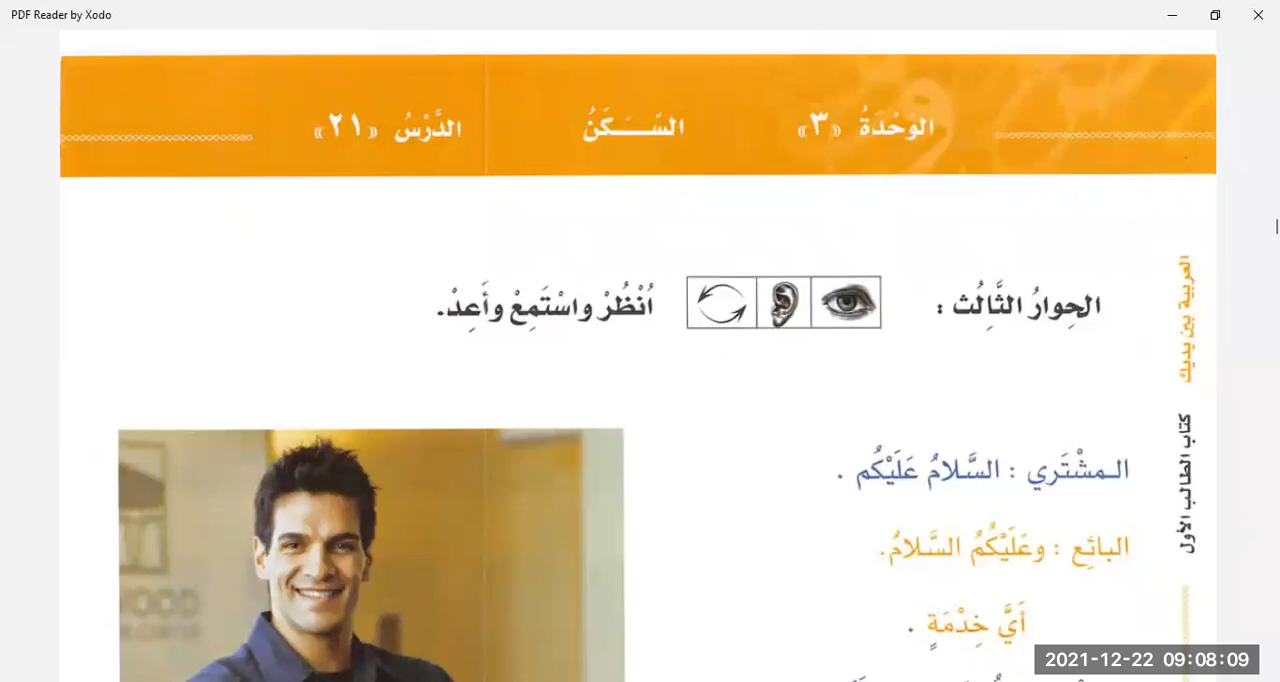 PDF Reader by Xodo
الوحْدَةُ «٣» السَّـــكَنُ الدَّرْسُ «٢١»
الحِوارُ الثَّالِث : اُنْظُرْ واسْتَمِعْ وأَعِدْ.
العربية بين يديك
كتاب الطالب الأول
الـمشْتَري : السَّلامُ عَلَيْكُم .
البائِع : وعَلَيْكُمُ السَّلامُ.
أَيَّ خِدْمَةٍ .
2021-12-22 09:08:09